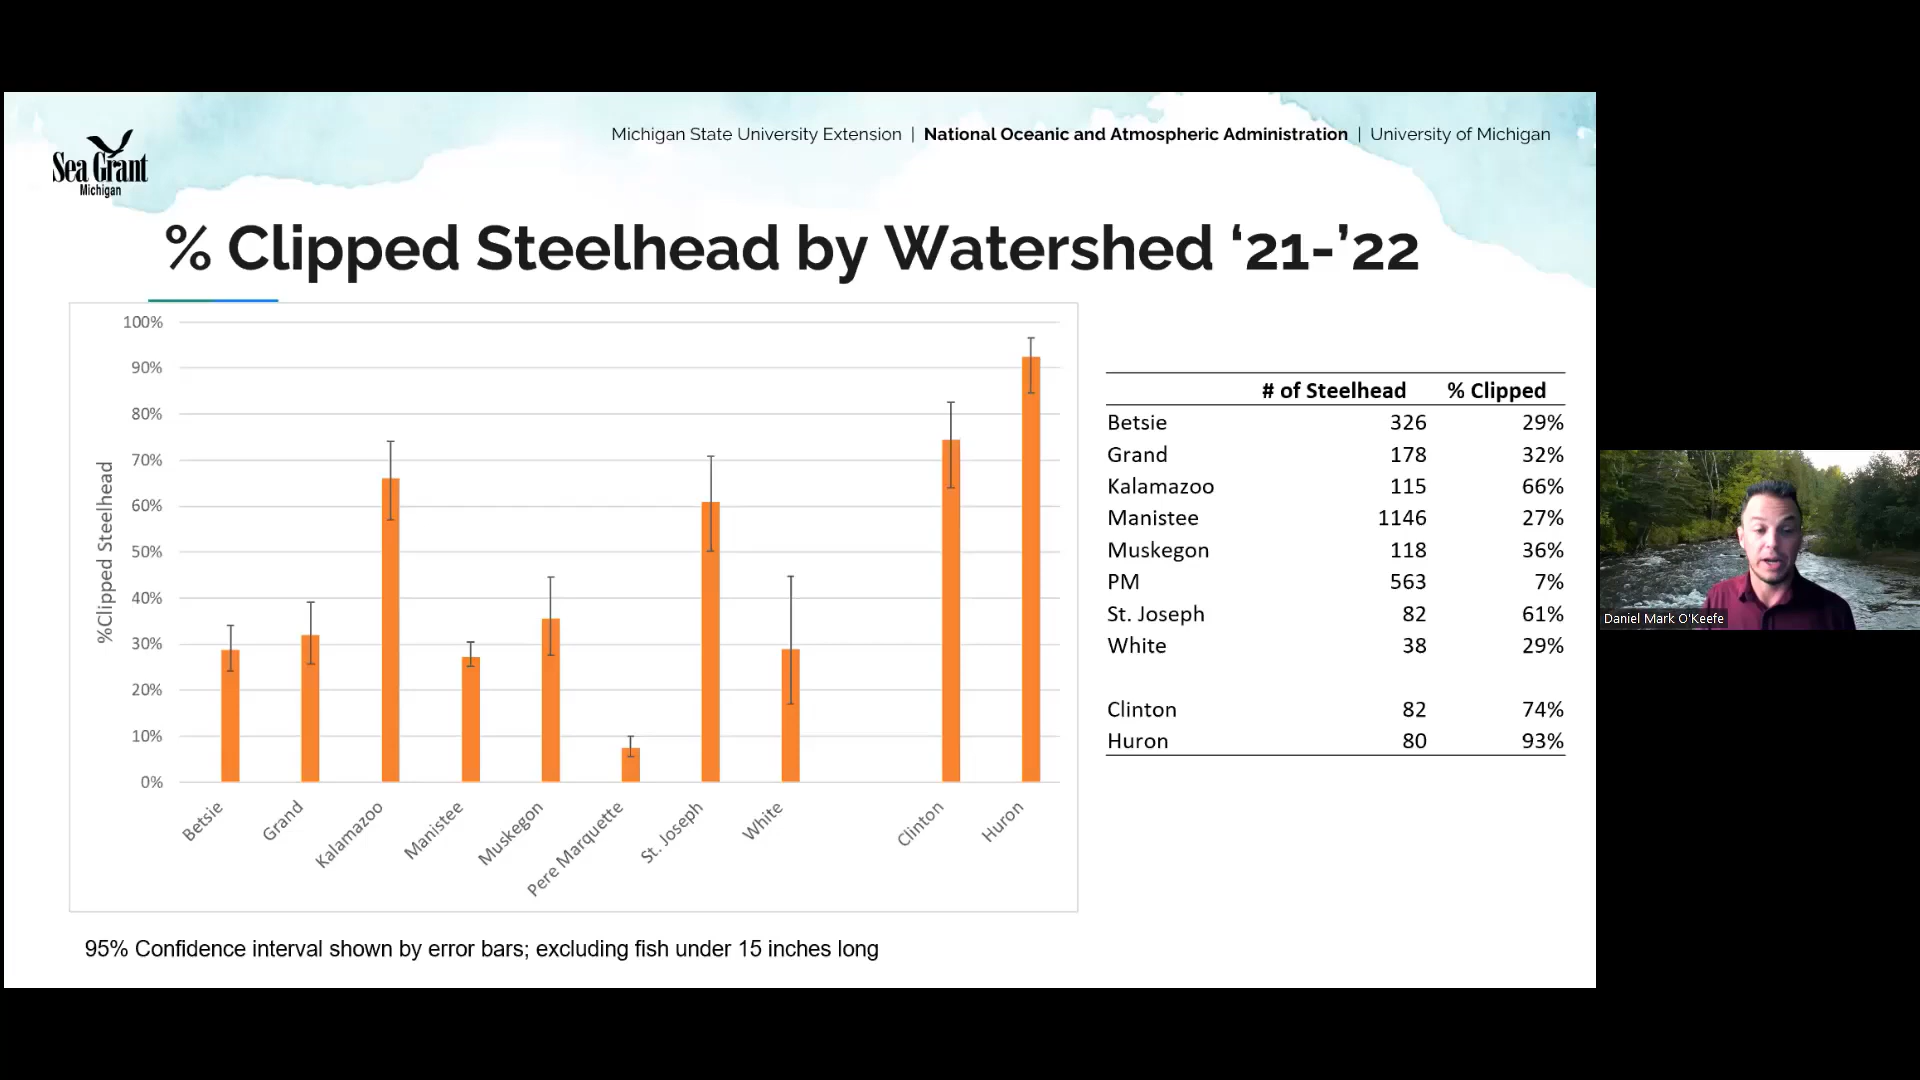 Sea Grant
Michigan
Michigan State University Extension | National Oceanic and Atmospheric Administration | University of Michigan
% Clipped Steelhead by Watershed ‘21-’22
%Clipped Steelhead
100%
90%
80%
70%
60%
50%
40%
30%
20%
10%
0%
Betsie
Grand
Kalamazoo
Manistee
Muskegon
Pere Marquette
St. Joseph
White
Clinton
Huron
# of Steelhead % Clipped
Betsie 326 29%
Grand 178 32%
Kalamazoo 115 66%
Manistee 1146 27%
Muskegon 118 36%
PM 563 7%
St. Joseph 82 61%
White 38 29%
Clinton 82 74%
Huron 80 93%
95% Confidence interval shown by error bars; excluding fish under 15 inches long
Daniel Mark O'Keefe